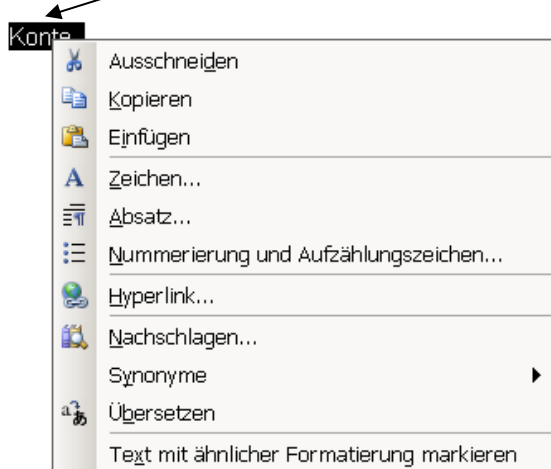 Konte
Ausschneiden
Kopieren
Einfügen
Zeichen...
Absatz...
Nummerierung und Aufzählungszeichen...
Hyperlink...
Nachschlagen...
Synonyme
Übersetzen
Text mit ähnlicher Formatierung markieren